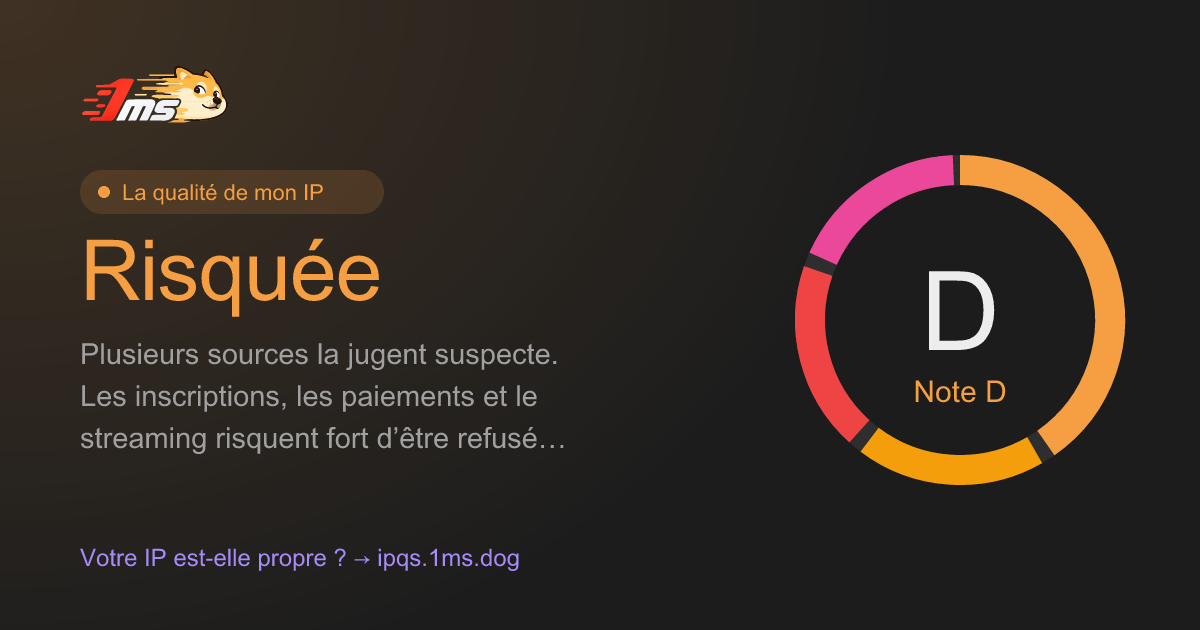 1ms
La qualité de mon IP
Risquée
Plusieurs sources la jugent suspecte.
Les inscriptions, les paiements et le
streaming risquent fort d’être refusé…
D
Note D
Votre IP est-elle propre ? → ipqs.1ms.dog